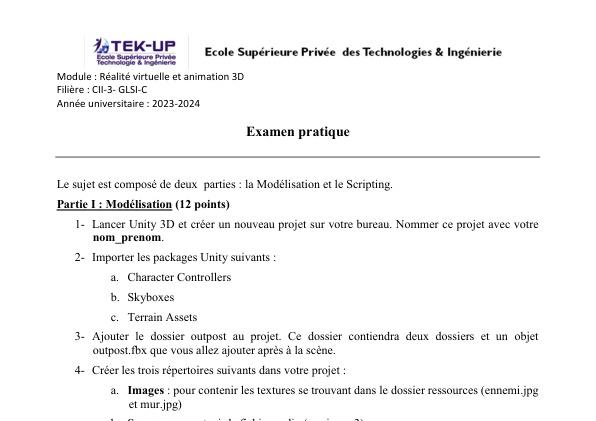 TEK-UP
Ecole Supérieure Privée
Technologies & Ingénierie
Ecole Supérieure Privée des Technologies & Ingénierie
Module : Réalité virtuelle et animation 3D
Filière : CII-3- GLSI-C
Année universitaire : 2023-2024
Examen pratique
Le sujet est composé de deux parties : la Modélisation et le Scripting.
Partie I : Modélisation (12 points)
1- Lancer Unity 3D et créer un nouveau projet sur votre bureau. Nommer ce projet avec votre
nom_prenom.
2- Importer les packages Unity suivants :
a. Character Controllers
b. Skyboxes
c. Terrain Assets
3- Ajouter le dossier outpost au projet. Ce dossier contiendra deux dossiers et un objet
outpost.fbx que vous allez ajouter après à la scène.
4- Créer les trois répertoires suivants dans votre projet :
a. Images : pour contenir les textures se trouvant dans le dossier ressources (ennemi.jpg
et mur.jpg)